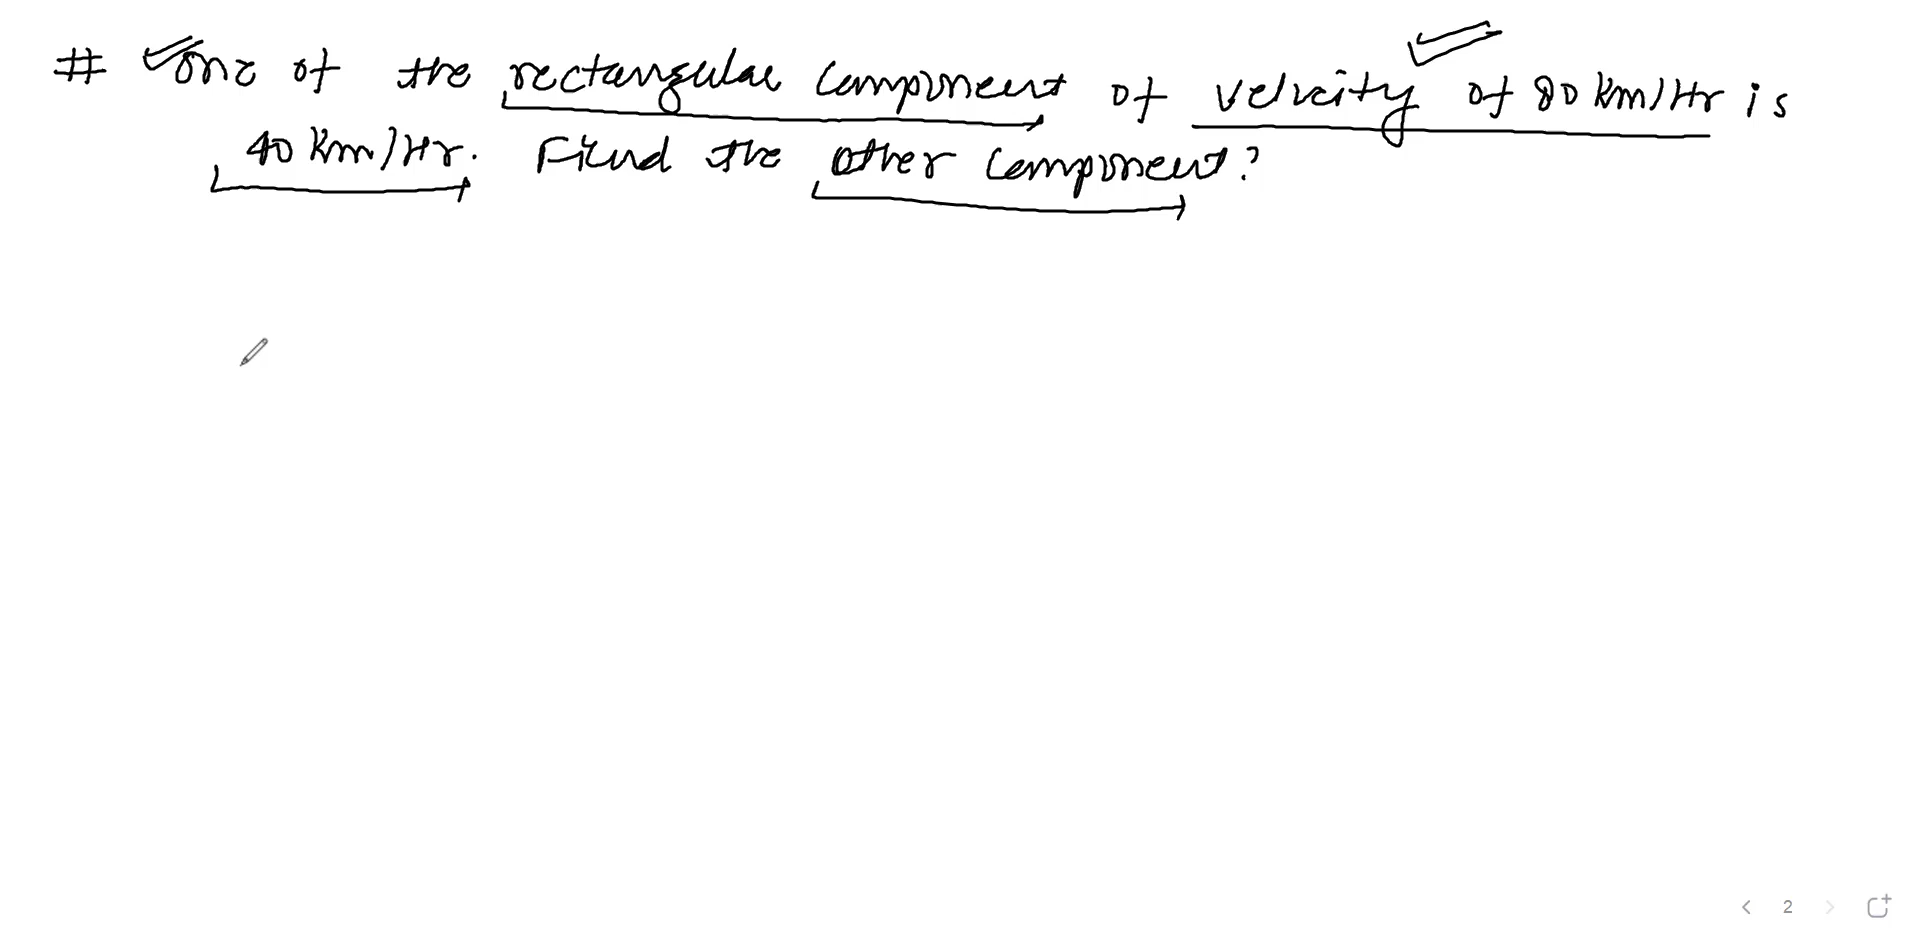 # One of the rectangular component of velocity of 80 km/Hr is
40 km/Hr. Find the other component?
2